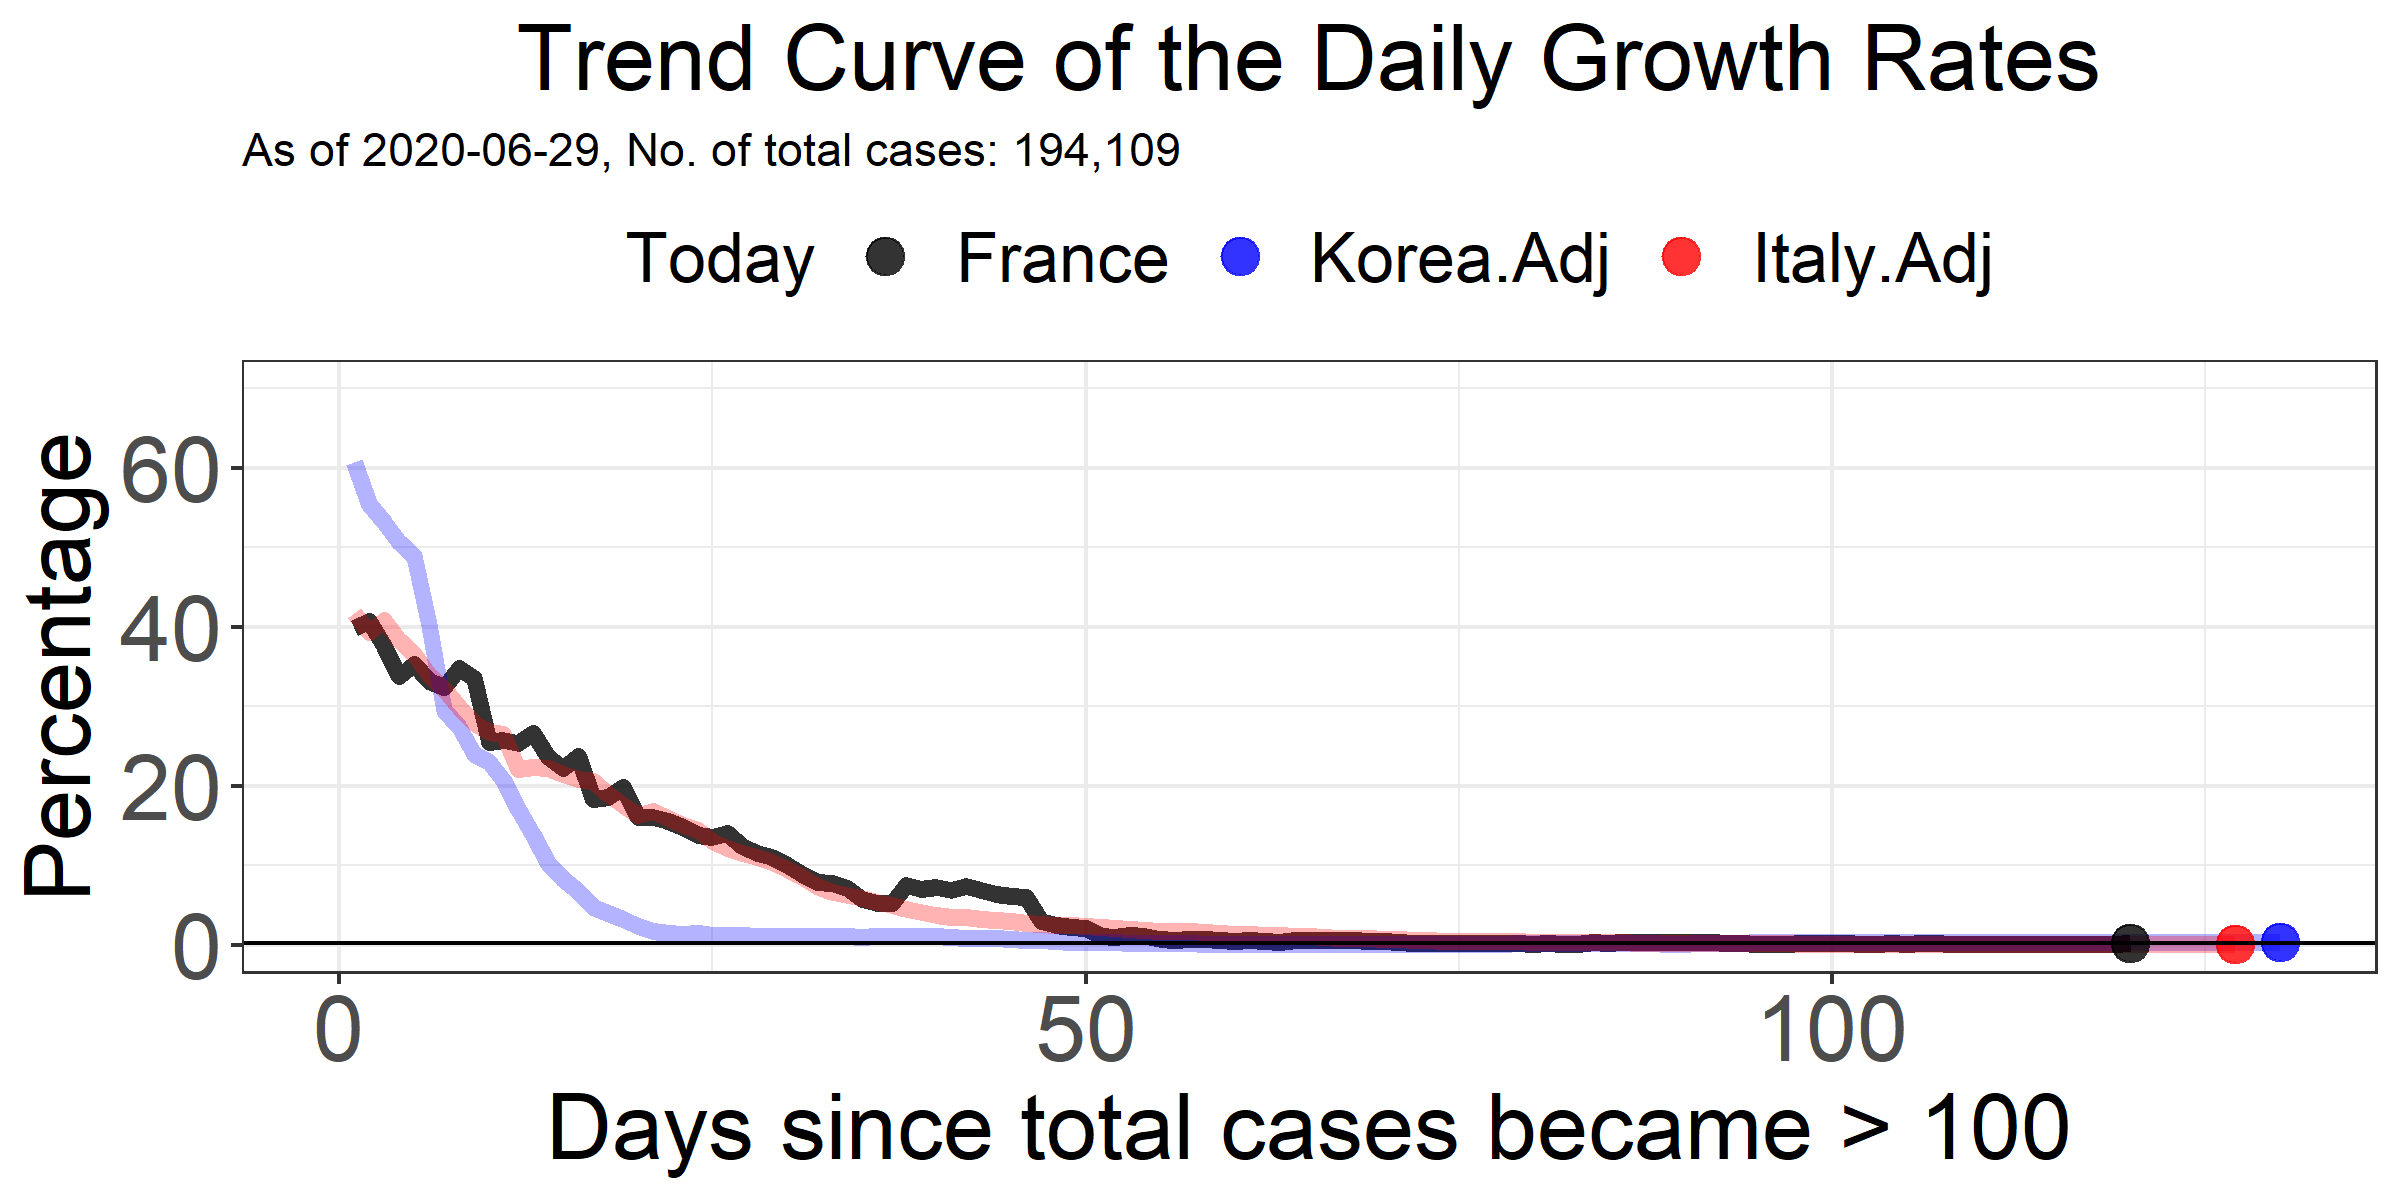 Trend Curve of the Daily Growth Rates
As of 2020-06-29, No. of total cases: 194,109
Today France Korea.Adj Italy.Adj
Percentage
60
40
20
0
0 50 100
Days since total cases became > 100